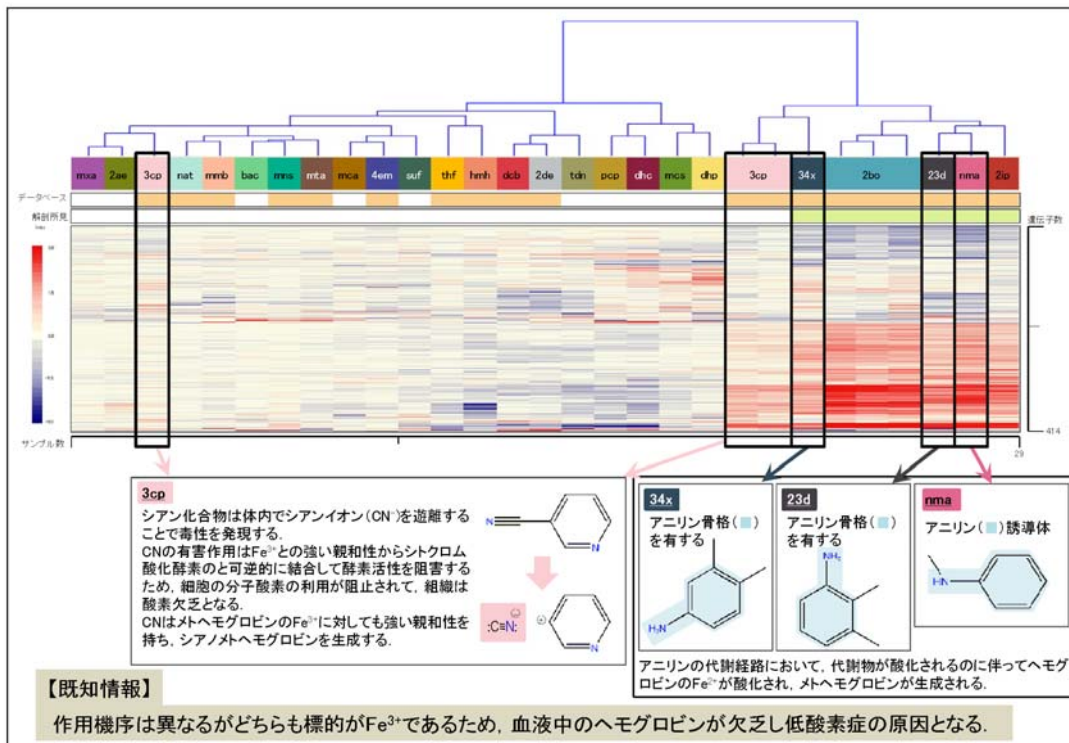 mxa 2ae 3cp nat mmb bac mns mta mca 4em suf thf hmh dcb 2de tdn pcp dhc mcs dhp 3cp 34x 2bo 23d nma 2ip
データベース
解剖所見
遺伝子数
414
サンプル数
29
3cp
シアン化合物は体内でシアンイオン(CN⁻)を遊離する
ことで毒性を発現する.
CNの有害作用はFe³⁺との強い親和性からシトクロム
酸化酵素のと可逆的に結合して酵素活性を阻害す
るため, 細胞の分子酸素の利用が阻止されて, 組織は
酸素欠乏となる.
CNはメトヘモグロビンのFe³⁺に対しても強い親和性を
持ち, シアノメトヘモグロビンを生成する.
N
N
:C≡N:
N
34x
アニリン骨格(■)
を有する
H₂N
23d
アニリン骨格(■)
を有する
NH₂
nma
アニリン(■)誘導体
HN
アニリンの代謝経路において, 代謝物が酸化されるのに伴ってヘモグ
ロビンのFe²⁺が酸化され, メトヘモグロビンが生成される.
【既知情報】
作用機序は異なるがどちらも標的がFe³⁺であるため, 血液中のヘモグロビンが欠乏し低酸素症の原因となる.